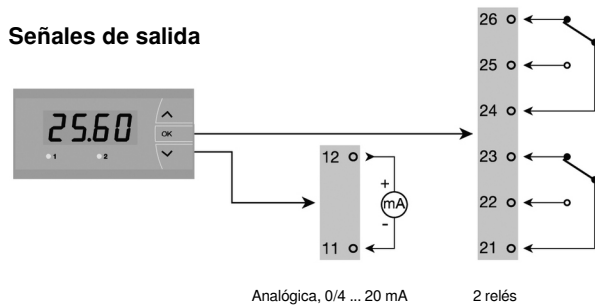 Señales de salida
25.60
OK
1 2
12
+
mA
-
11
26
25
24
23
22
21
Analógica, 0/4 ... 20 mA
2 relés